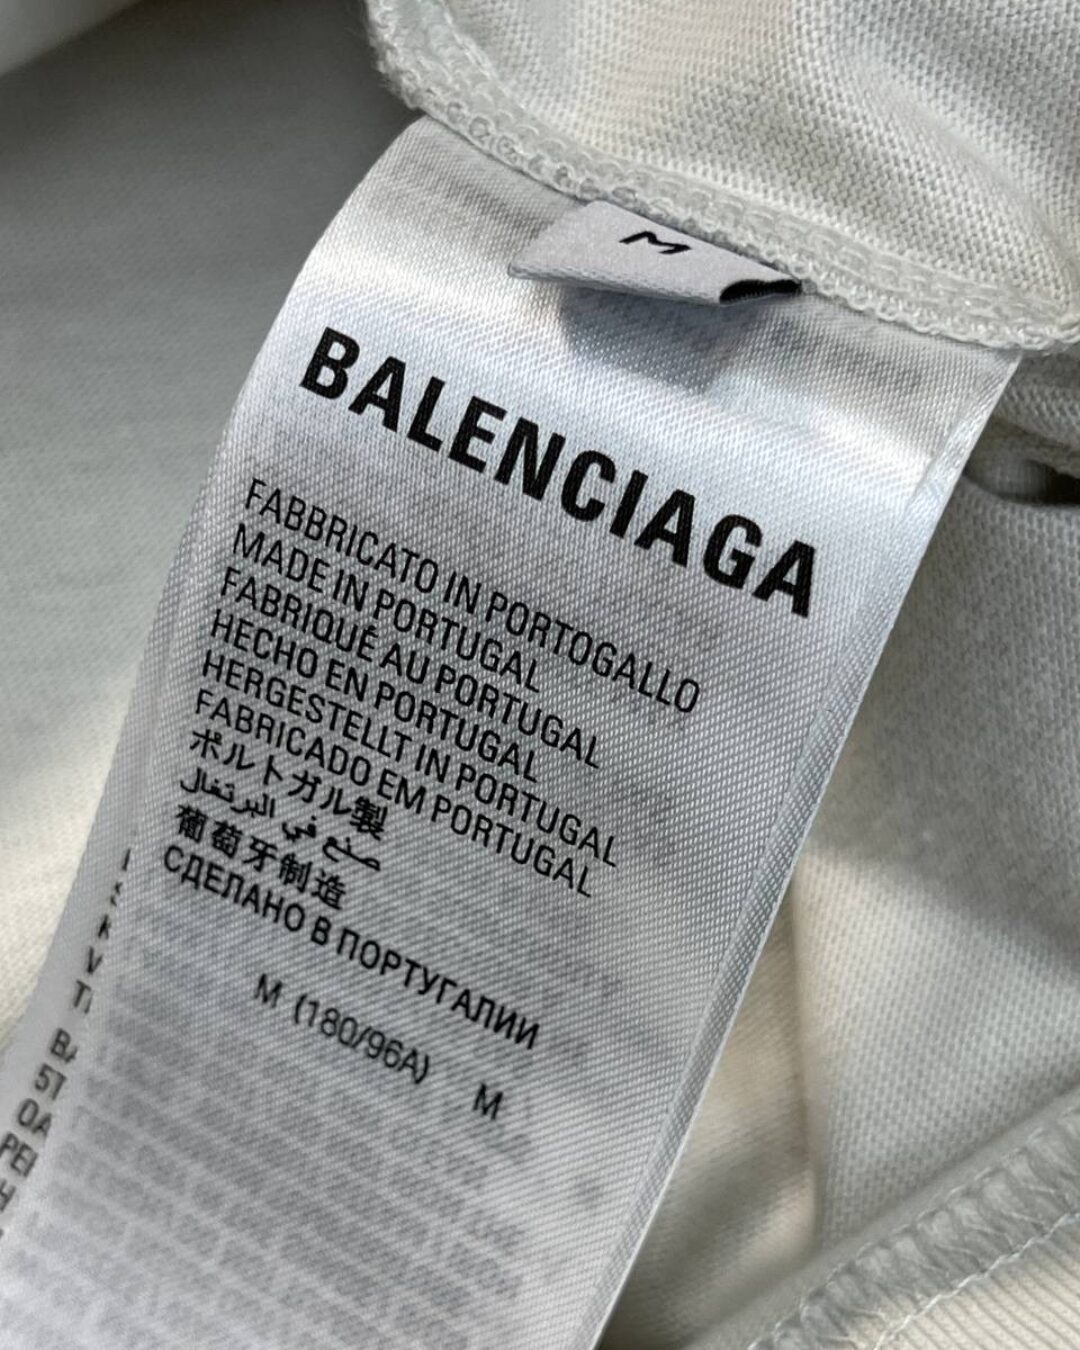 M
BALENCIAGA
FABBRICATO IN PORTOGALLO
MADE IN PORTUGAL
FABRIQUÉ AU PORTUGAL
HECHO EN PORTUGAL
HERGESTELLT IN PORTUGAL
FABRICADO EM PORTUGAL
ポルトガル製
صنع في البرتغال
葡萄牙制造
СДЕЛАНО В ПОРТУГАЛИИ
M (180/96A) M